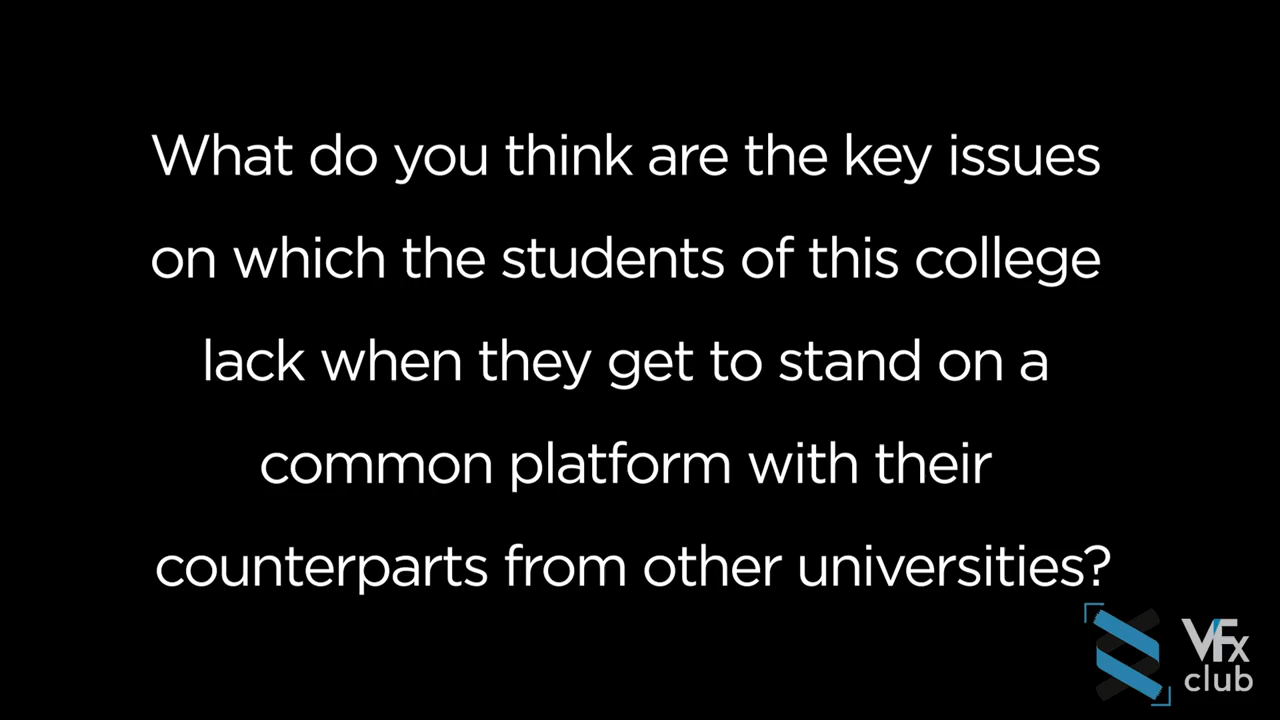 What do you think are the key issues
on which the students of this college
lack when they get to stand on a
common platform with their
counterparts from other universities?
VFx
club